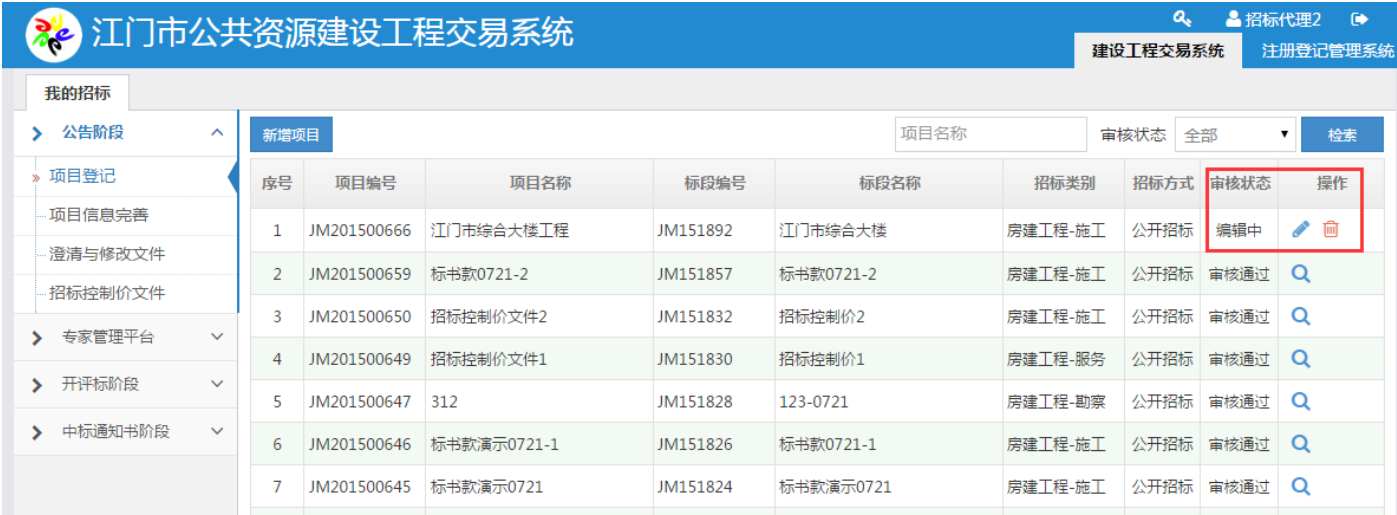 江门市公共资源建设工程交易系统
招标代理2
建设工程交易系统 注册登记管理系统
我的招标
公告阶段
项目登记
项目信息完善
澄清与修改文件
招标控制价文件
专家管理平台
开评标阶段
中标通知书阶段
新增项目 项目名称 审核状态 全部 检索
序号 项目编号 项目名称 标段编号 标段名称 招标类别 招标方式 审核状态 操作
1 JM201500666 江门市综合大楼工程 JM151892 江门市综合大楼 房建工程-施工 公开招标 编辑中
2 JM201500659 标书款0721-2 JM151857 标书款0721-2 房建工程-施工 公开招标 审核通过
3 JM201500650 招标控制价文件2 JM151832 招标控制价2 房建工程-施工 公开招标 审核通过
4 JM201500649 招标控制价文件1 JM151830 招标控制价1 房建工程-服务 公开招标 审核通过
5 JM201500647 312 JM151828 123-0721 房建工程-勘察 公开招标 审核通过
6 JM201500646 标书款演示0721-1 JM151826 标书款0721-1 房建工程-施工 公开招标 审核通过
7 JM201500645 标书款演示0721 JM151824 标书款演示0721 房建工程-施工 公开招标 审核通过